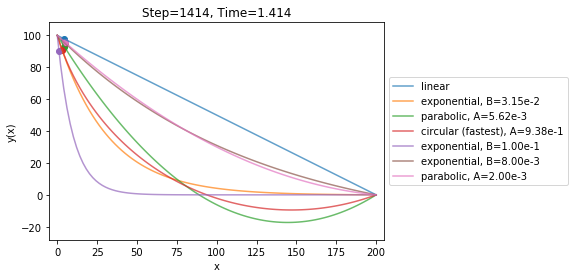 Step=1414, Time=1.414
100
80
60
40
20
0
−20
y(x)
0
25
50
75
100
125
150
175
200
x
linear
exponential, B=3.15e-2
parabolic, A=5.62e-3
circular (fastest), A=9.38e-1
exponential, B=1.00e-1
exponential, B=8.00e-3
parabolic, A=2.00e-3